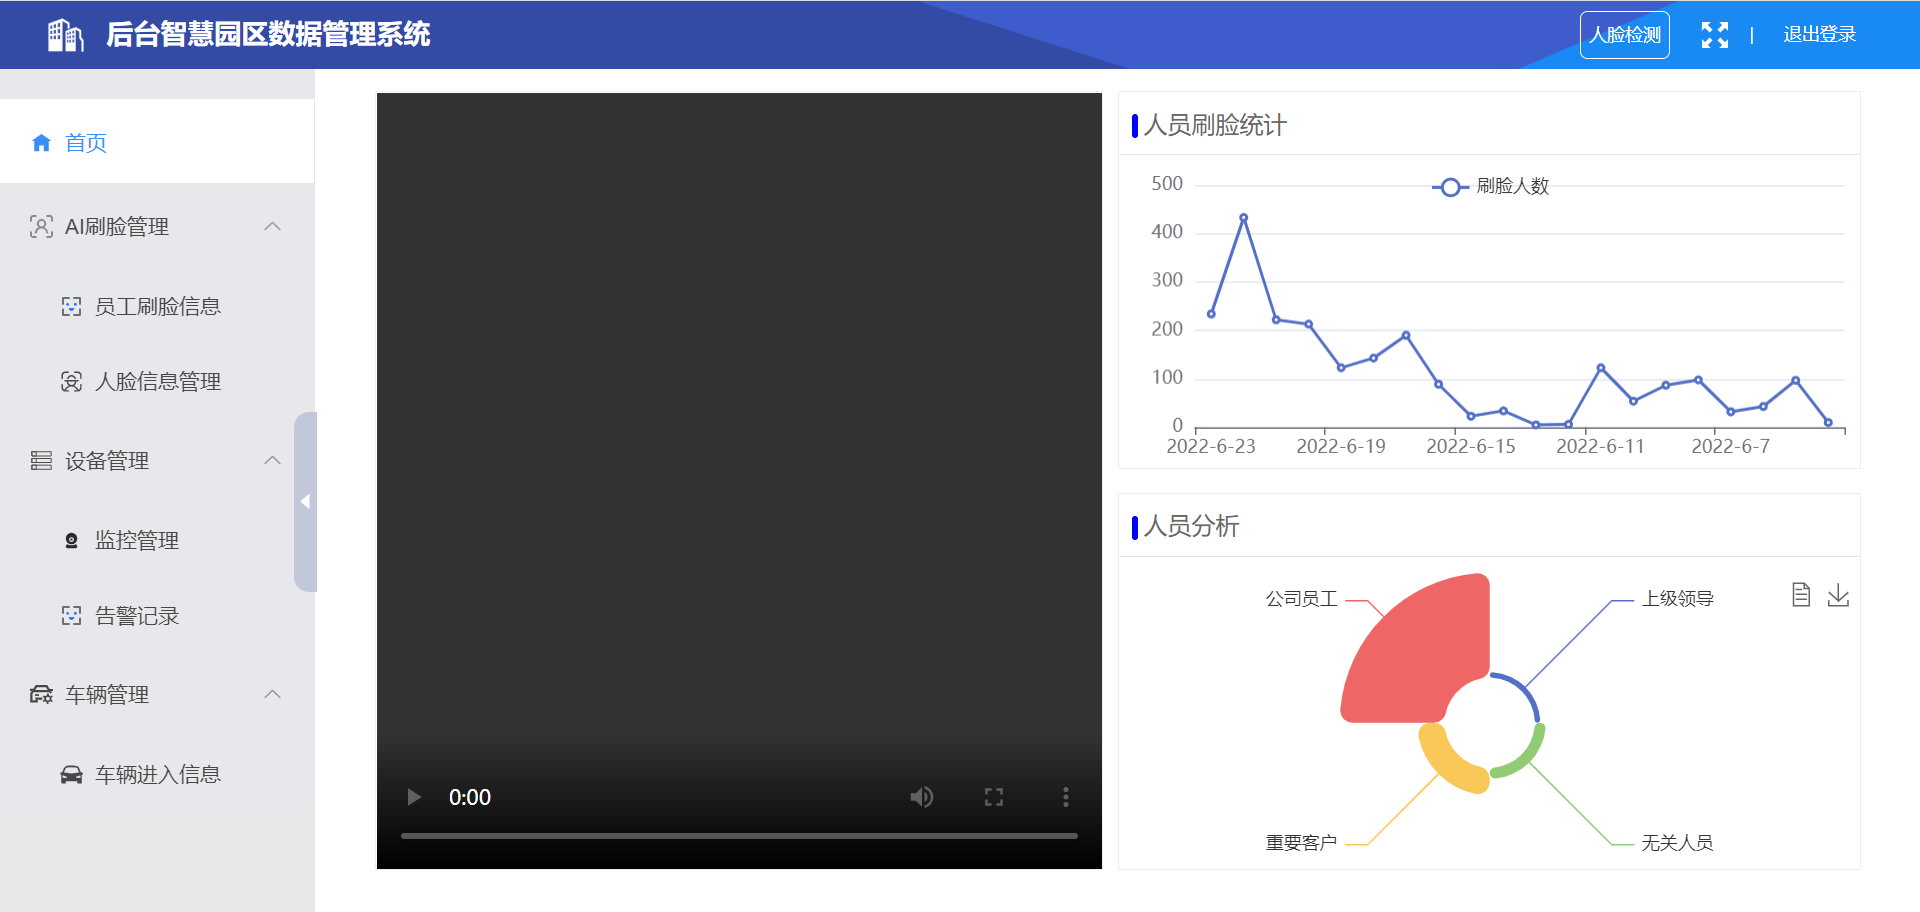 后台智慧园区数据管理系统
人脸检测
|
退出登录
首页
AI刷脸管理
员工刷脸信息
人脸信息管理
设备管理
监控管理
告警记录
车辆管理
车辆进入信息
0:00
人员刷脸统计
刷脸人数
500
400
300
200
100
0
2022-6-23 2022-6-19 2022-6-15 2022-6-11 2022-6-7
人员分析
公司员工 上级领导
重要客户 无关人员